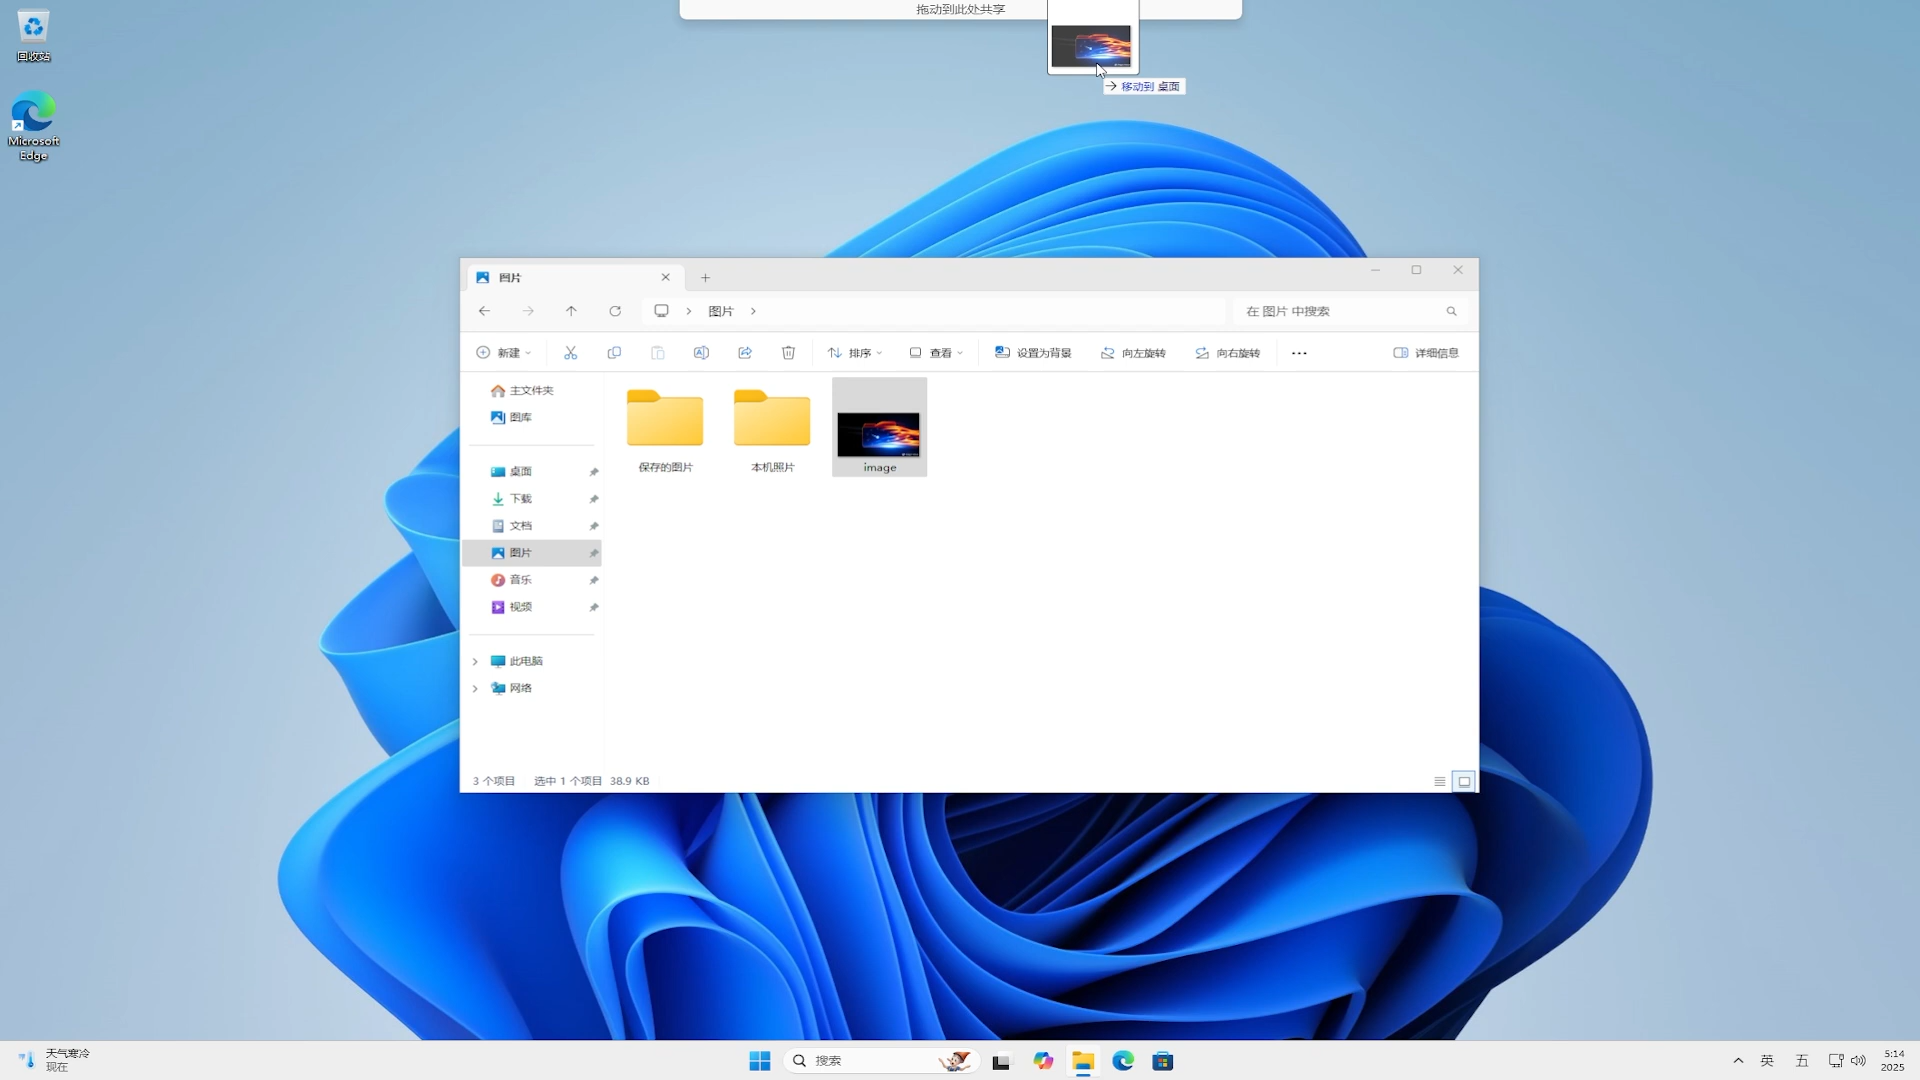 拖动到此处共享
回收站
移动到 桌面
Microsoft
Edge
图片
图片
在 图片 中搜索
新建
排序
查看
设置为背景
向左旋转
向右旋转
详细信息
主文件夹
图库
桌面
下载
文档
图片
音乐
视频
此电脑
网络
保存的图片
本机照片
image
3 个项目
选中 1 个项目 38.9 KB
天气寒冷
现在
搜索
英
五
5:14
2025